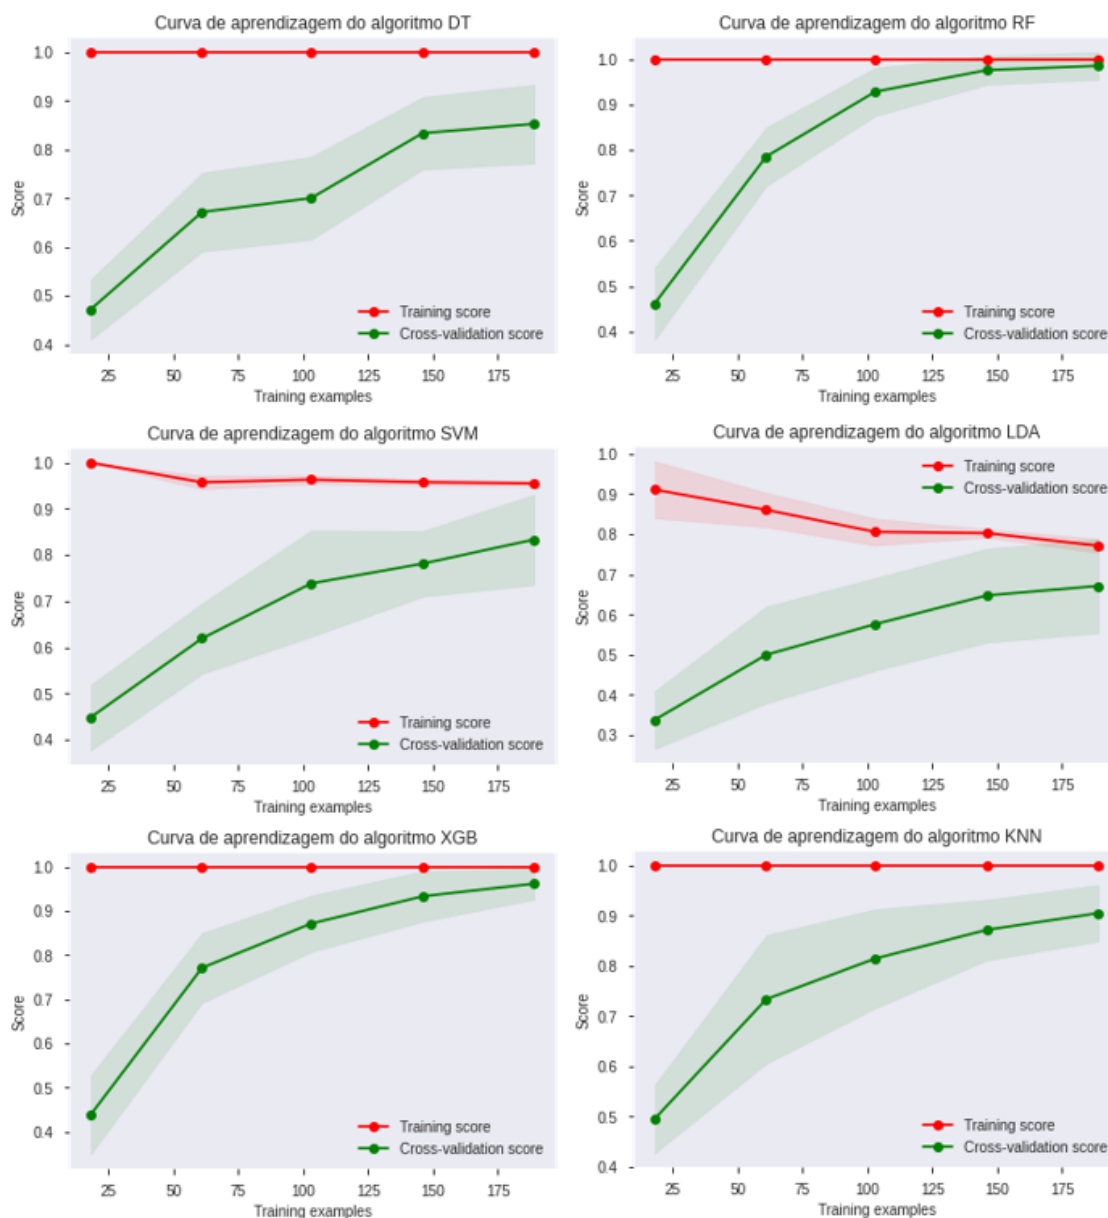 Curva de aprendizagem do algoritmo DT
1.0
0.9
0.8
0.7
0.6
0.5
0.4
Score
Training score
Cross-validation score
25 50 75 100 125 150 175
Training examples
Curva de aprendizagem do algoritmo RF
1.0
0.9
0.8
0.7
0.6
0.5
0.4
Score
Training score
Cross-validation score
25 50 75 100 125 150 175
Training examples
Curva de aprendizagem do algoritmo SVM
1.0
0.9
0.8
0.7
0.6
0.5
0.4
Score
Training score
Cross-validation score
25 50 75 100 125 150 175
Training examples
Curva de aprendizagem do algoritmo LDA
1.0
0.9
0.8
0.7
0.6
0.5
0.4
0.3
Score
Training score
Cross-validation score
25 50 75 100 125 150 175
Training examples
Curva de aprendizagem do algoritmo XGB
1.0
0.9
0.8
0.7
0.6
0.5
0.4
Score
Training score
Cross-validation score
25 50 75 100 125 150 175
Training examples
Curva de aprendizagem do algoritmo KNN
1.0
0.9
0.8
0.7
0.6
0.5
0.4
Score
Training score
Cross-validation score
25 50 75 100 125 150 175
Training examples